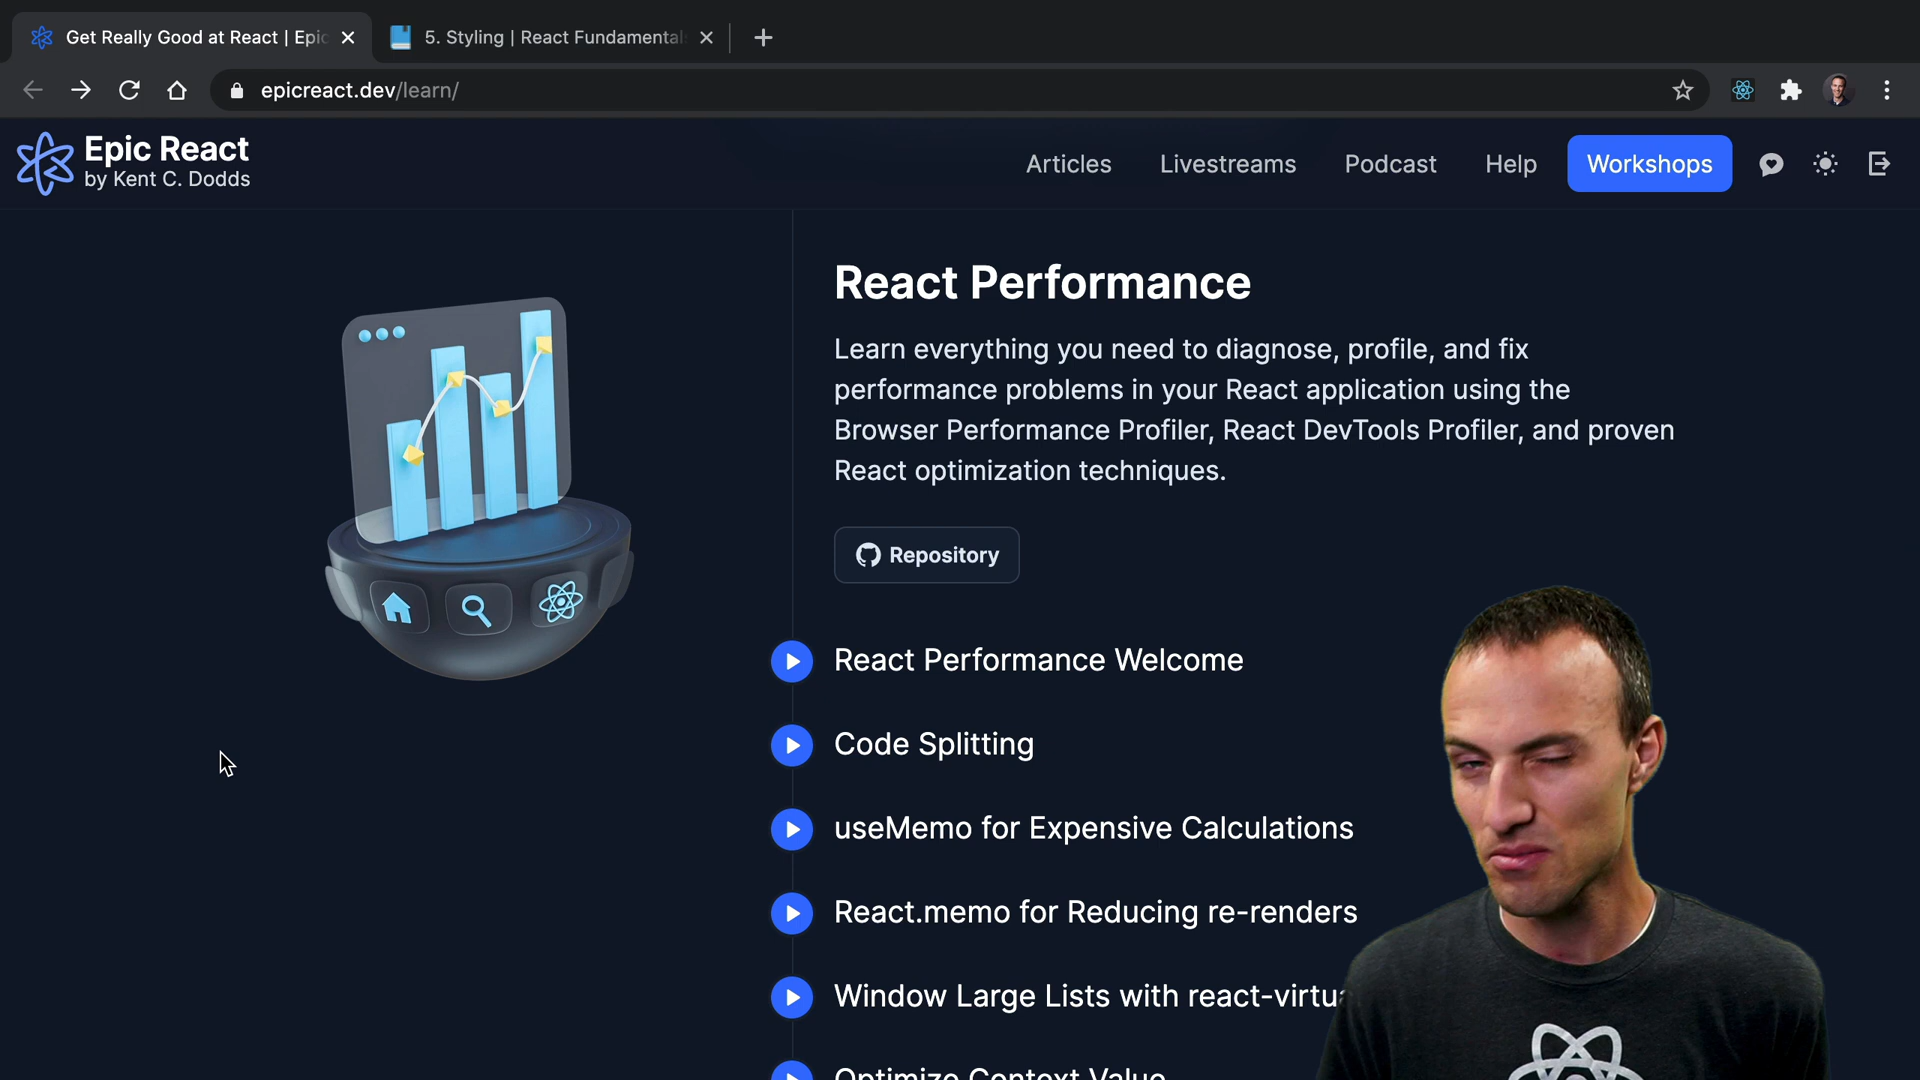 Get Really Good at React | Epic
5. Styling | React Fundamentals
epicreact.dev/learn/
Epic React
by Kent C. Dodds
Articles
Livestreams
Podcast
Help
Workshops
React Performance
Learn everything you need to diagnose, profile, and fix
performance problems in your React application using the
Browser Performance Profiler, React DevTools Profiler, and proven
React optimization techniques.
Repository
React Performance Welcome
Code Splitting
useMemo for Expensive Calculations
React.memo for Reducing re-renders
Window Large Lists with react-virtua
Optimize Context Value